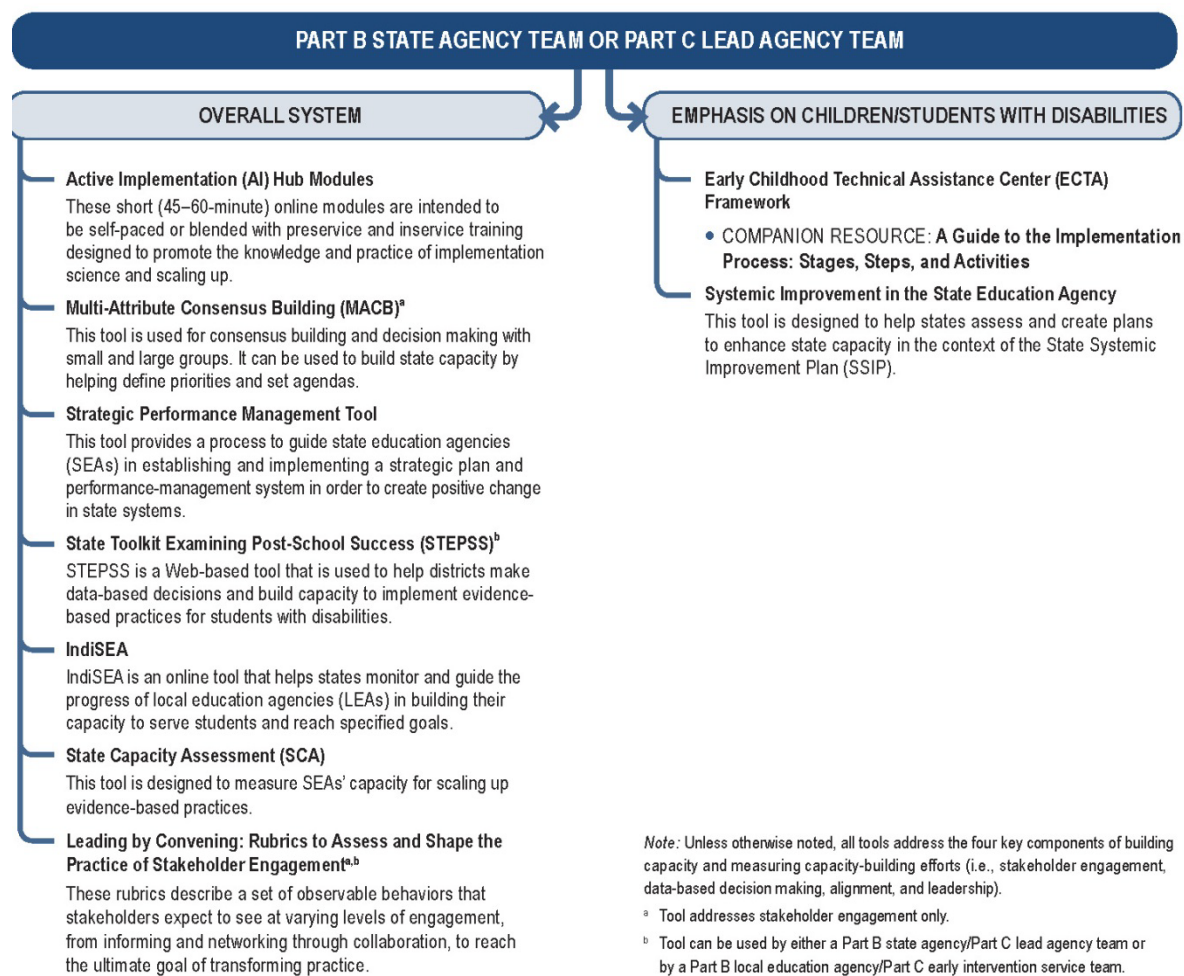 PART B STATE AGENCY TEAM OR PART C LEAD AGENCY TEAM
OVERALL SYSTEM
Active Implementation (AI) Hub Modules
These short (45–60-minute) online modules are intended to
be self-paced or blended with preservice and inservice training
designed to promote the knowledge and practice of implementation
science and scaling up.
Multi-Attribute Consensus Building (MACB)ᵃ
This tool is used for consensus building and decision making with
small and large groups. It can be used to build state capacity by
helping define priorities and set agendas.
Strategic Performance Management Tool
This tool provides a process to guide state education agencies
(SEAs) in establishing and implementing a strategic plan and
performance-management system in order to create positive change
in state systems.
State Toolkit Examining Post-School Success (STEPSS)ᵇ
STEPSS is a Web-based tool that is used to help districts make
data-based decisions and build capacity to implement evidence-
based practices for students with disabilities.
IndiSEA
IndiSEA is an online tool that helps states monitor and guide the
progress of local education agencies (LEAs) in building their
capacity to serve students and reach specified goals.
State Capacity Assessment (SCA)
This tool is designed to measure SEAs’ capacity for scaling up
evidence-based practices.
Leading by Convening: Rubrics to Assess and Shape the
Practice of Stakeholder Engagementᵃ,ᵇ
These rubrics describe a set of observable behaviors that
stakeholders expect to see at varying levels of engagement,
from informing and networking through collaboration, to reach
the ultimate goal of transforming practice.
EMPHASIS ON CHILDREN/STUDENTS WITH DISABILITIES
Early Childhood Technical Assistance Center (ECTA)
Framework
• COMPANION RESOURCE: A Guide to the Implementation
Process: Stages, Steps, and Activities
Systemic Improvement in the State Education Agency
This tool is designed to help states assess and create plans
to enhance state capacity in the context of the State Systemic
Improvement Plan (SSIP).
Note: Unless otherwise noted, all tools address the four key components of building
capacity and measuring capacity-building efforts (i.e., stakeholder engagement,
data-based decision making, alignment, and leadership).
ᵃ Tool addresses stakeholder engagement only.
ᵇ Tool can be used by either a Part B state agency/Part C lead agency team or
by a Part B local education agency/Part C early intervention service team.